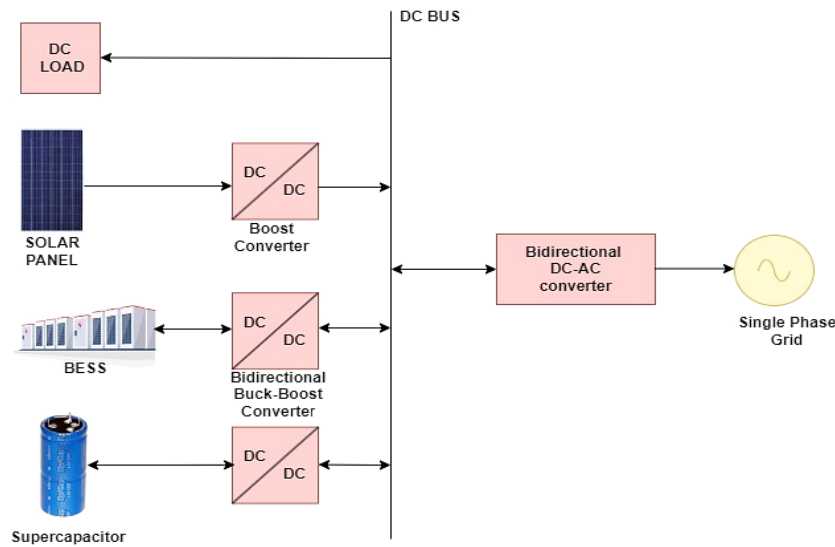 DC BUS
DC
LOAD
DC
DC
SOLAR
PANEL
Boost
Converter
Bidirectional
DC-AC
converter
Single Phase
Grid
DC
DC
BESS
Bidirectional
Buck-Boost
Converter
DC
DC
Supercapacitor